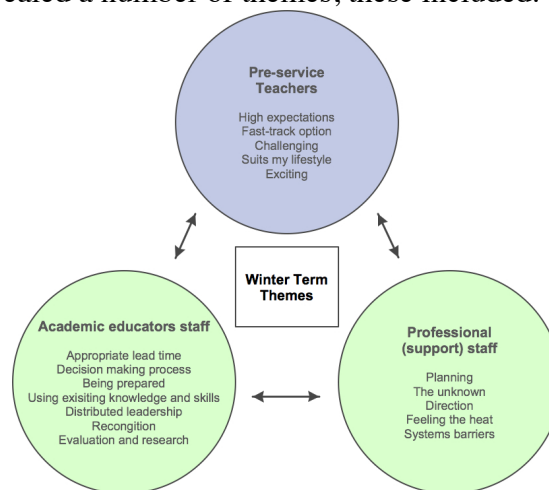 ealed a number of themes, these included:
Pre-service
Teachers
High expectations
Fast-track option
Challenging
Suits my lifestyle
Exciting
Winter Term
Themes
Academic educators staff
Appropriate lead time
Decision making process
Being prepared
Using exisiting knowledge and skills
Distributed leadership
Recongition
Evaluation and research
Professional
(support) staff
Planning
The unknown
Direction
Feeling the heat
Systems barriers